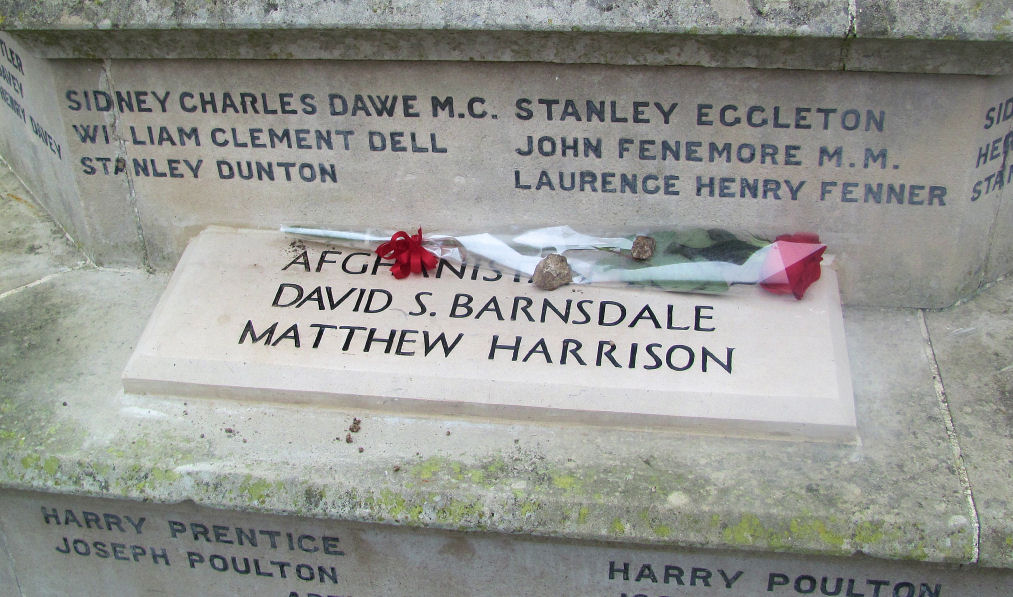 SIDNEY CHARLES DAWE M.C.
WILLIAM CLEMENT DELL
STANLEY DUNTON
STANLEY EGGLETON
JOHN FENEMORE M.M.
LAURENCE HENRY FENNER
DAVID S. BARNSDALE
MATTHEW HARRISON
HARRY PRENTICE
JOSEPH POULTON
HARRY POULTON